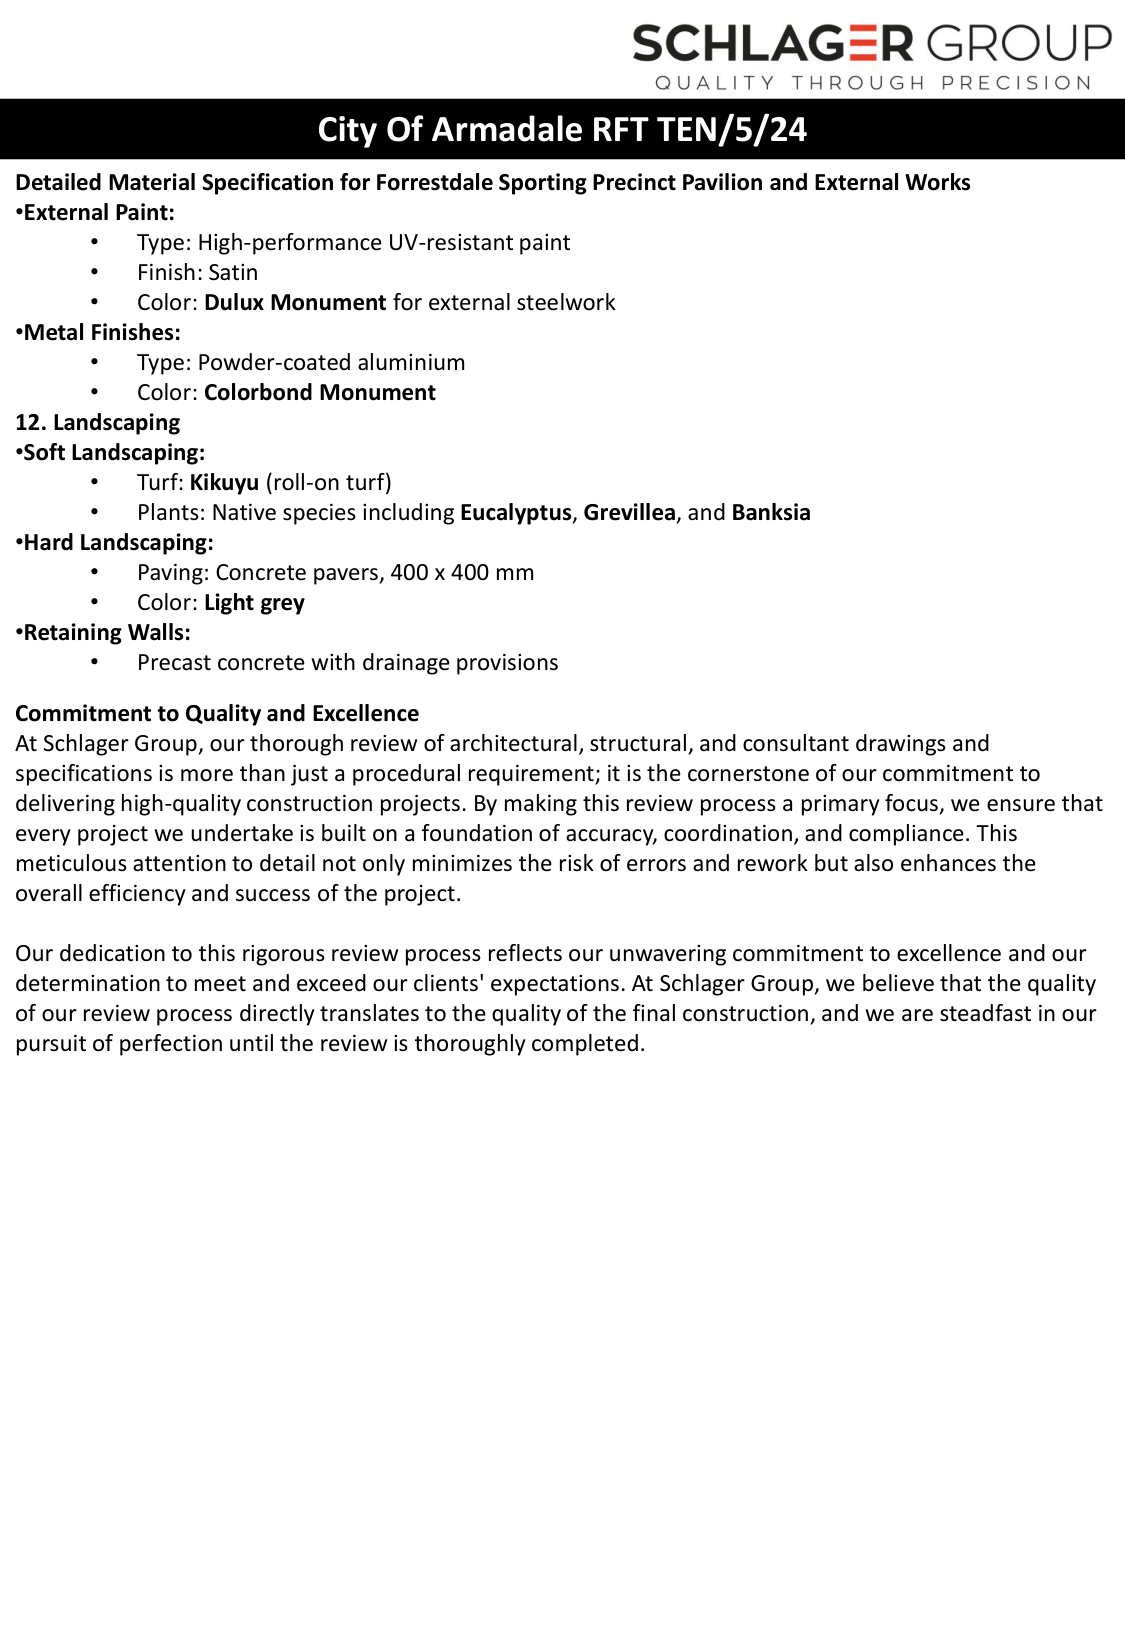 SCHLAGER GROUP
QUALITY THROUGH PRECISION
City Of Armadale RFT TEN/5/24
Detailed Material Specification for Forrestdale Sporting Precinct Pavilion and External Works
•External Paint:
• Type: High-performance UV-resistant paint
• Finish: Satin
• Color: Dulux Monument for external steelwork
•Metal Finishes:
• Type: Powder-coated aluminium
• Color: Colorbond Monument
12. Landscaping
•Soft Landscaping:
• Turf: Kikuyu (roll-on turf)
• Plants: Native species including Eucalyptus, Grevillea, and Banksia
•Hard Landscaping:
• Paving: Concrete pavers, 400 x 400 mm
• Color: Light grey
•Retaining Walls:
• Precast concrete with drainage provisions
Commitment to Quality and Excellence
At Schlager Group, our thorough review of architectural, structural, and consultant drawings and
specifications is more than just a procedural requirement; it is the cornerstone of our commitment to
delivering high-quality construction projects. By making this review process a primary focus, we ensure that
every project we undertake is built on a foundation of accuracy, coordination, and compliance. This
meticulous attention to detail not only minimizes the risk of errors and rework but also enhances the
overall efficiency and success of the project.
Our dedication to this rigorous review process reflects our unwavering commitment to excellence and our
determination to meet and exceed our clients' expectations. At Schlager Group, we believe that the quality
of our review process directly translates to the quality of the final construction, and we are steadfast in our
pursuit of perfection until the review is thoroughly completed.